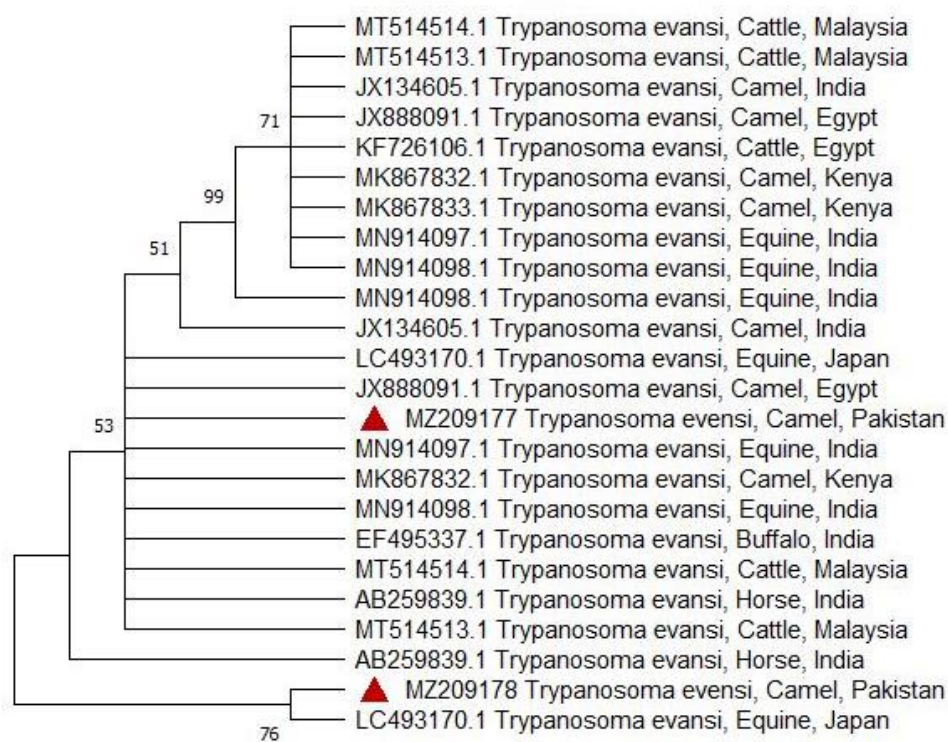 MT514514.1 Trypanosoma evansi, Cattle, Malaysia
MT514513.1 Trypanosoma evansi, Cattle, Malaysia
JX134605.1 Trypanosoma evansi, Camel, India
71
JX888091.1 Trypanosoma evansi, Camel, Egypt
KF726106.1 Trypanosoma evansi, Cattle, Egypt
MK867832.1 Trypanosoma evansi, Camel, Kenya
99
MK867833.1 Trypanosoma evansi, Camel, Kenya
MN914097.1 Trypanosoma evansi, Equine, India
51
MN914098.1 Trypanosoma evansi, Equine, India
MN914098.1 Trypanosoma evansi, Equine, India
JX134605.1 Trypanosoma evansi, Camel, India
LC493170.1 Trypanosoma evansi, Equine, Japan
JX888091.1 Trypanosoma evansi, Camel, Egypt
53
MZ209177 Trypanosoma evensi, Camel, Pakistan
MN914097.1 Trypanosoma evansi, Equine, India
MK867832.1 Trypanosoma evansi, Camel, Kenya
MN914098.1 Trypanosoma evansi, Equine, India
EF495337.1 Trypanosoma evansi, Buffalo, India
MT514514.1 Trypanosoma evansi, Cattle, Malaysia
AB259839.1 Trypanosoma evansi, Horse, India
MT514513.1 Trypanosoma evansi, Cattle, Malaysia
AB259839.1 Trypanosoma evansi, Horse, India
MZ209178 Trypanosoma evensi, Camel, Pakistan
LC493170.1 Trypanosoma evansi, Equine, Japan
76